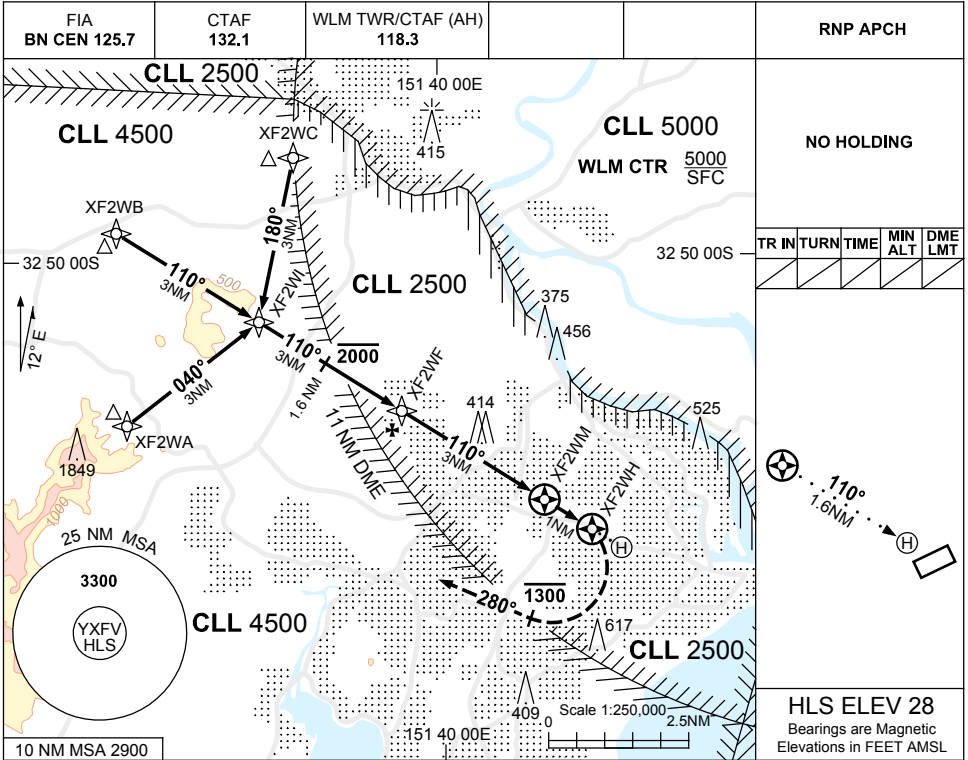 FIA
BN CEN 125.7
CTAF
132.1
WLM TWR/CTAF (AH)
118.3
RNP APCH
CLL 2500
151 40 00E
CLL 4500
415
CLL 5000
WLM CTR 5000
SFC
NO HOLDING
XF2WC
XF2WB
180°
3NM
TR IN
TURN
TIME
MIN
ALT
DME
LMT
32 50 00S
32 50 00S
110°
3NM
500
XF2WI
CLL 2500
375
456
12° E
110°
3NM
2000
1.6 NM
XF2WF
040°
3NM
XF2WA
1849
1000
11 NM DME
414
110°
3NM
XF2WIM
525
XF2WH
1NM
H
110°
1.6NM
H
25 NM MSA
3300
YXFV
HLS
CLL 4500
280°
1300
617
CLL 2500
409
Scale 1:250,000
0
2.5NM
151 40 00E
10 NM MSA 2900
HLS ELEV 28
Bearings are Magnetic
Elevations in FEET AMSL